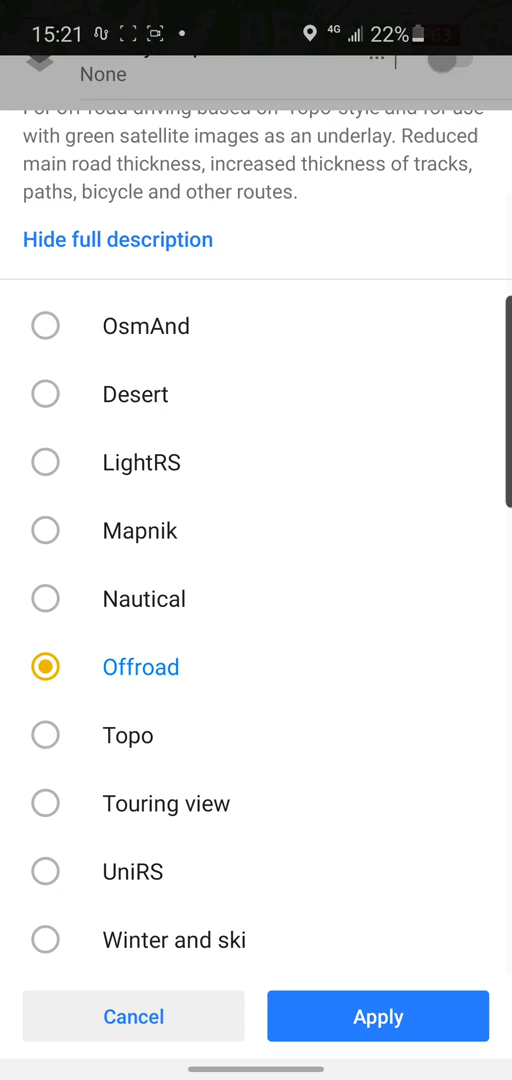 15:21
4G
22%
None
For off-road driving based on 'Topo' style and for use
with green satellite images as an underlay. Reduced
main road thickness, increased thickness of tracks,
paths, bicycle and other routes.
Hide full description
OsmAnd
Desert
LightRS
Mapnik
Nautical
Offroad
Topo
Touring view
UniRS
Winter and ski
Cancel
Apply